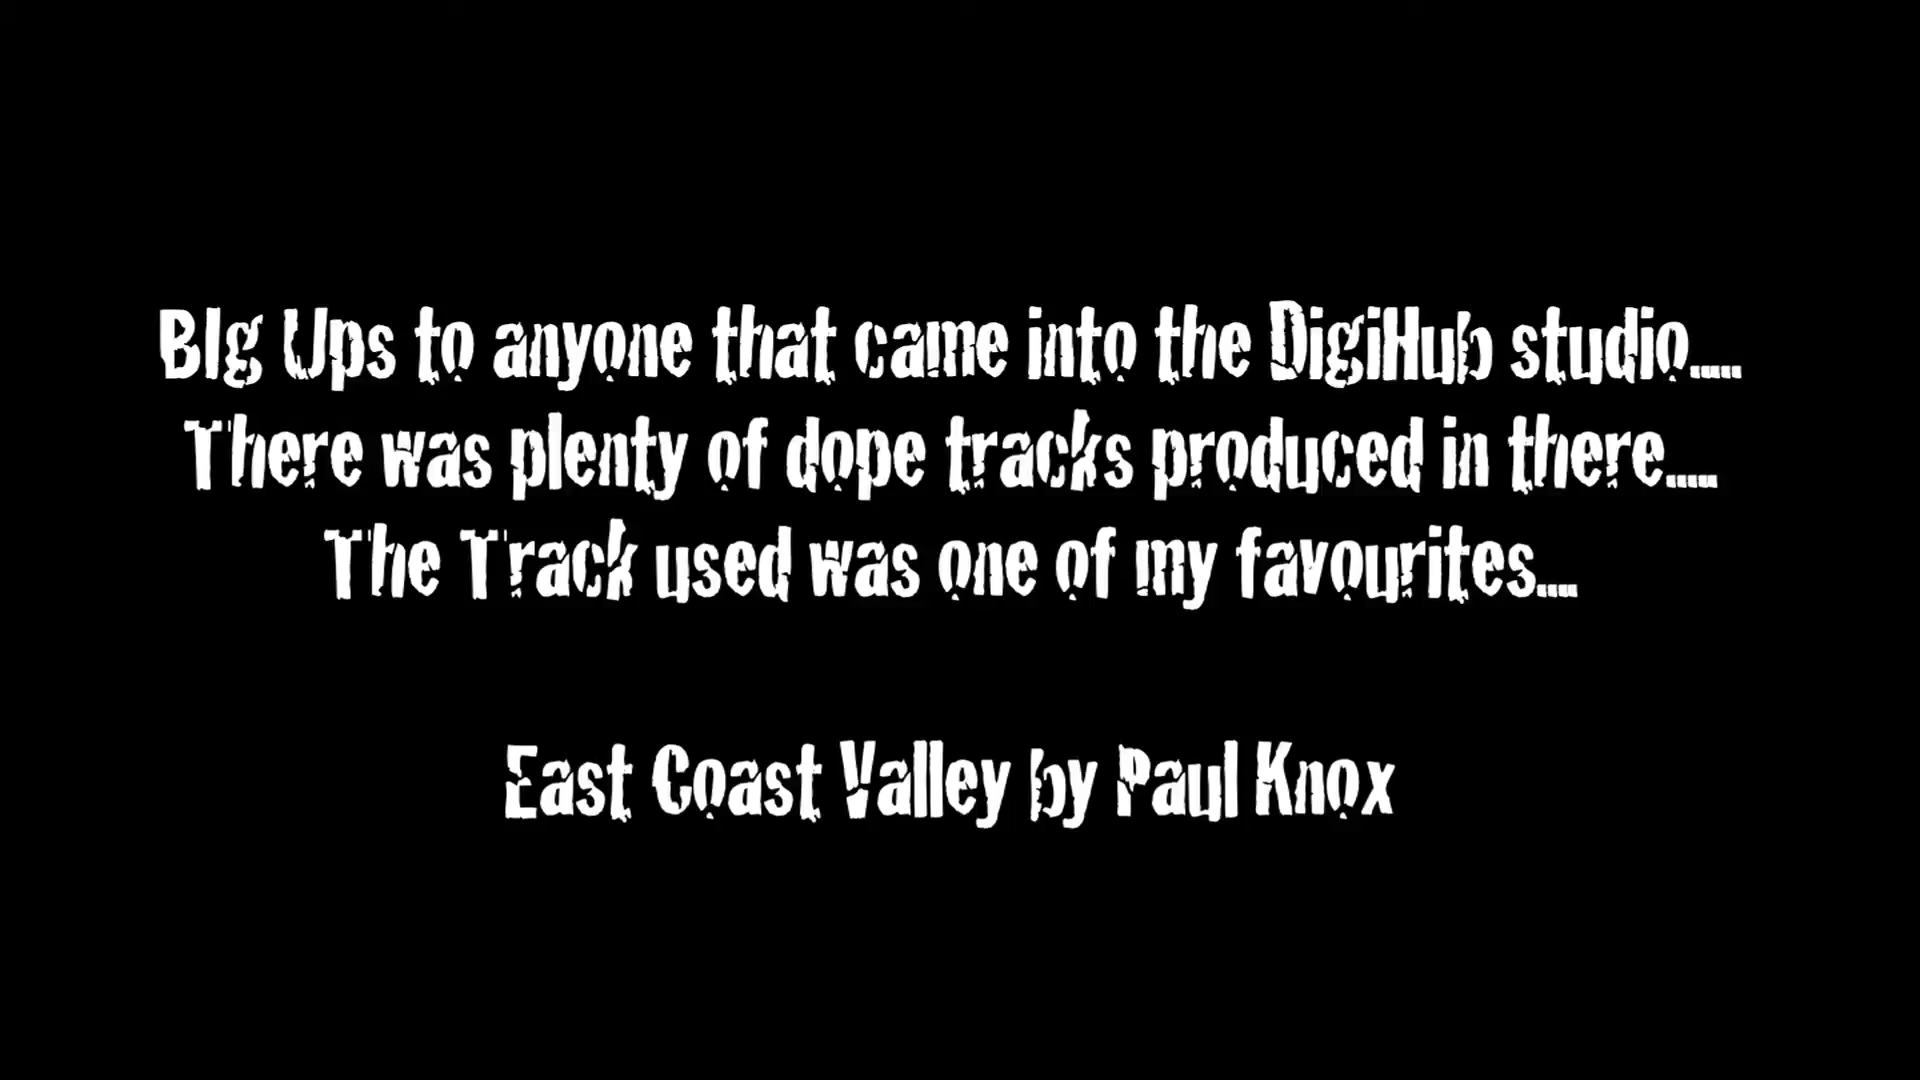 BIg Ups to anyone that came into the DigiHub studio.....
There was plenty of dope tracks produced in there.....
The Track used was one of my favourites....
East Coast Valley by Paul Knox